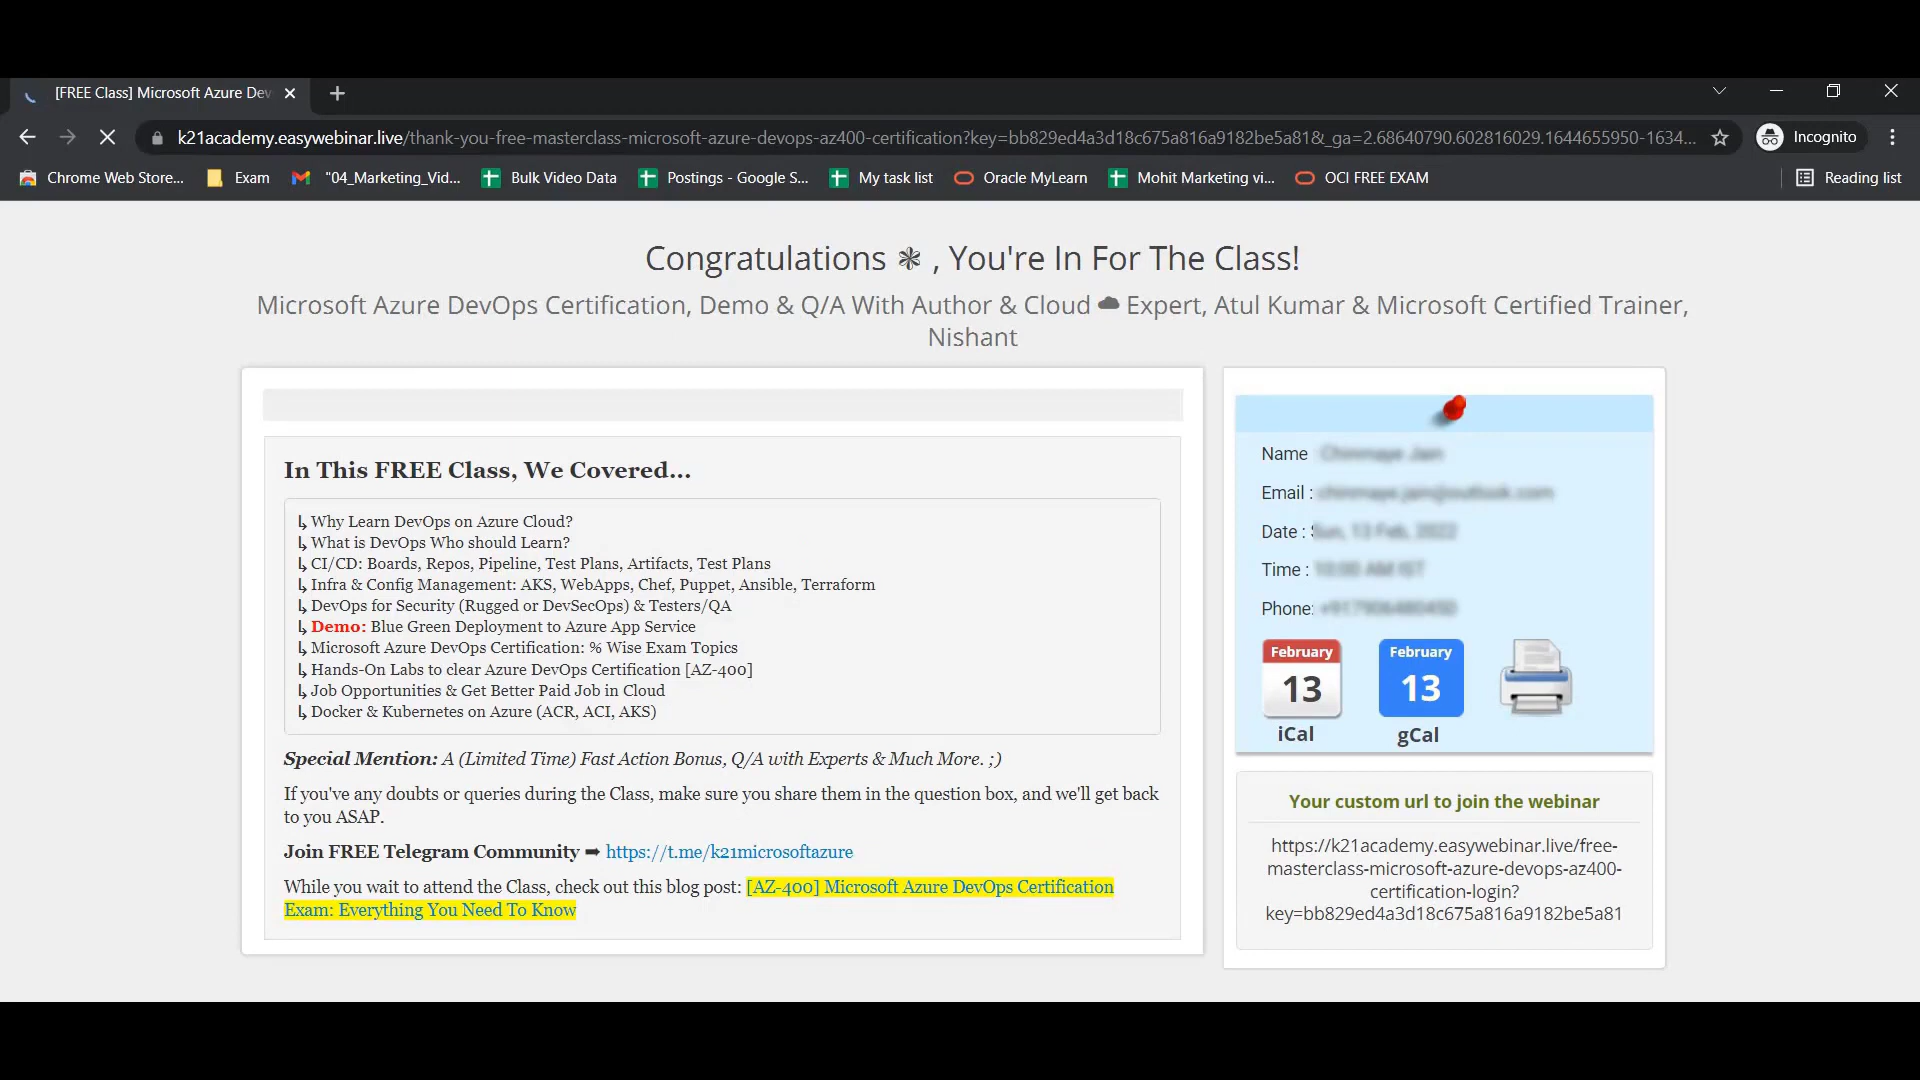 [FREE Class] Microsoft Azure Dev
k21academy.easywebinar.live/thank-you-free-masterclass-microsoft-azure-devops-az400-certification?key=bb829ed4a3d18c675a816a9182be5a81&_ga=2.68640790.602816029.1644655950-1634...
Incognito
Chrome Web Store... Exam "04_Marketing_Vid... Bulk Video Data Postings - Google S... My task list Oracle MyLearn Mohit Marketing vi... OCI FREE EXAM Reading list
Congratulations ❃ , You're In For The Class!
Microsoft Azure DevOps Certification, Demo & Q/A With Author & Cloud ☁ Expert, Atul Kumar & Microsoft Certified Trainer,
Nishant
In This FREE Class, We Covered...
↳Why Learn DevOps on Azure Cloud?
↳What is DevOps Who should Learn?
↳CI/CD: Boards, Repos, Pipeline, Test Plans, Artifacts, Test Plans
↳Infra & Config Management: AKS, WebApps, Chef, Puppet, Ansible, Terraform
↳DevOps for Security (Rugged or DevSecOps) & Testers/QA
↳Demo: Blue Green Deployment to Azure App Service
↳Microsoft Azure DevOps Certification: % Wise Exam Topics
↳Hands-On Labs to clear Azure DevOps Certification [AZ-400]
↳Job Opportunities & Get Better Paid Job in Cloud
↳Docker & Kubernetes on Azure (ACR, ACI, AKS)
Special Mention: A (Limited Time) Fast Action Bonus, Q/A with Experts & Much More. ;)
If you've any doubts or queries during the Class, make sure you share them in the question box, and we'll get back
to you ASAP.
Join FREE Telegram Community ➡ https://t.me/k21microsoftazure
While you wait to attend the Class, check out this blog post: [AZ-400] Microsoft Azure DevOps Certification
Exam: Everything You Need To Know
Name
Email :
Date :
Time :
Phone:
February February
13 13
iCal gCal
Your custom url to join the webinar
https://k21academy.easywebinar.live/free-
masterclass-microsoft-azure-devops-az400-
certification-login?
key=bb829ed4a3d18c675a816a9182be5a81